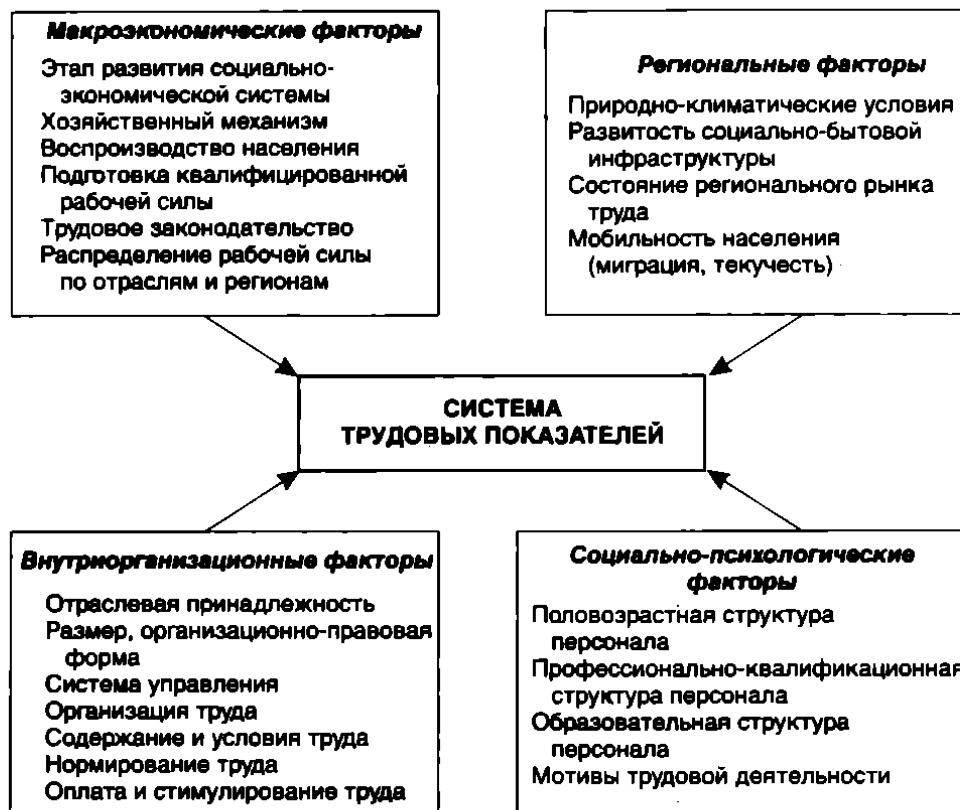 Макроэкономические факторы
Этап развития социально-
экономической системы
Хозяйственный механизм
Воспроизводство населения
Подготовка квалифицированной
рабочей силы
Трудовое законодательство
Распределение рабочей силы
по отраслям и регионам
Региональные факторы
Природно-климатические условия
Развитость социально-бытовой
инфраструктуры
Состояние регионального рынка
труда
Мобильность населения
(миграция, текучесть)
СИСТЕМА
ТРУДОВЫХ ПОКАЗАТЕЛЕЙ
Внутриорганизационные факторы
Отраслевая принадлежность
Размер, организационно-правовая
форма
Система управления
Организация труда
Содержание и условия труда
Нормирование труда
Оплата и стимулирование труда
Социально-психологические
факторы
Половозрастная структура
персонала
Профессионально-квалификационная
структура персонала
Образовательная структура
персонала
Мотивы трудовой деятельности